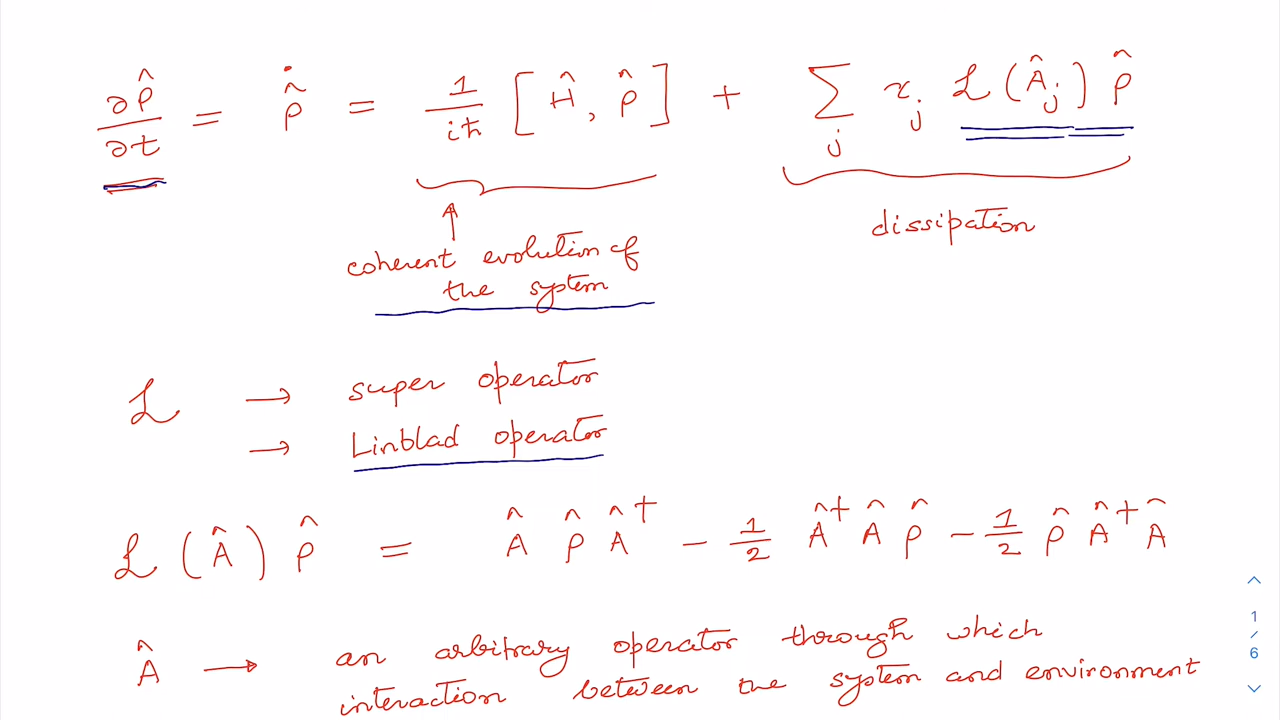 ∂ρ̂/∂t = ρ̂̇ = 1/iħ [Ĥ, ρ̂] + Σ_j x_j ℒ(Â_j) ρ̂
dissipation
coherent evolution of
the system
ℒ → super operator
→ Linblad operator
ℒ(Â) ρ̂ = Â ρ̂ Â† − 1/2 Â† Â ρ̂ − 1/2 ρ̂ Â† Â
Â → an arbitrary operator through which
interaction between the system and environment
1
/
6